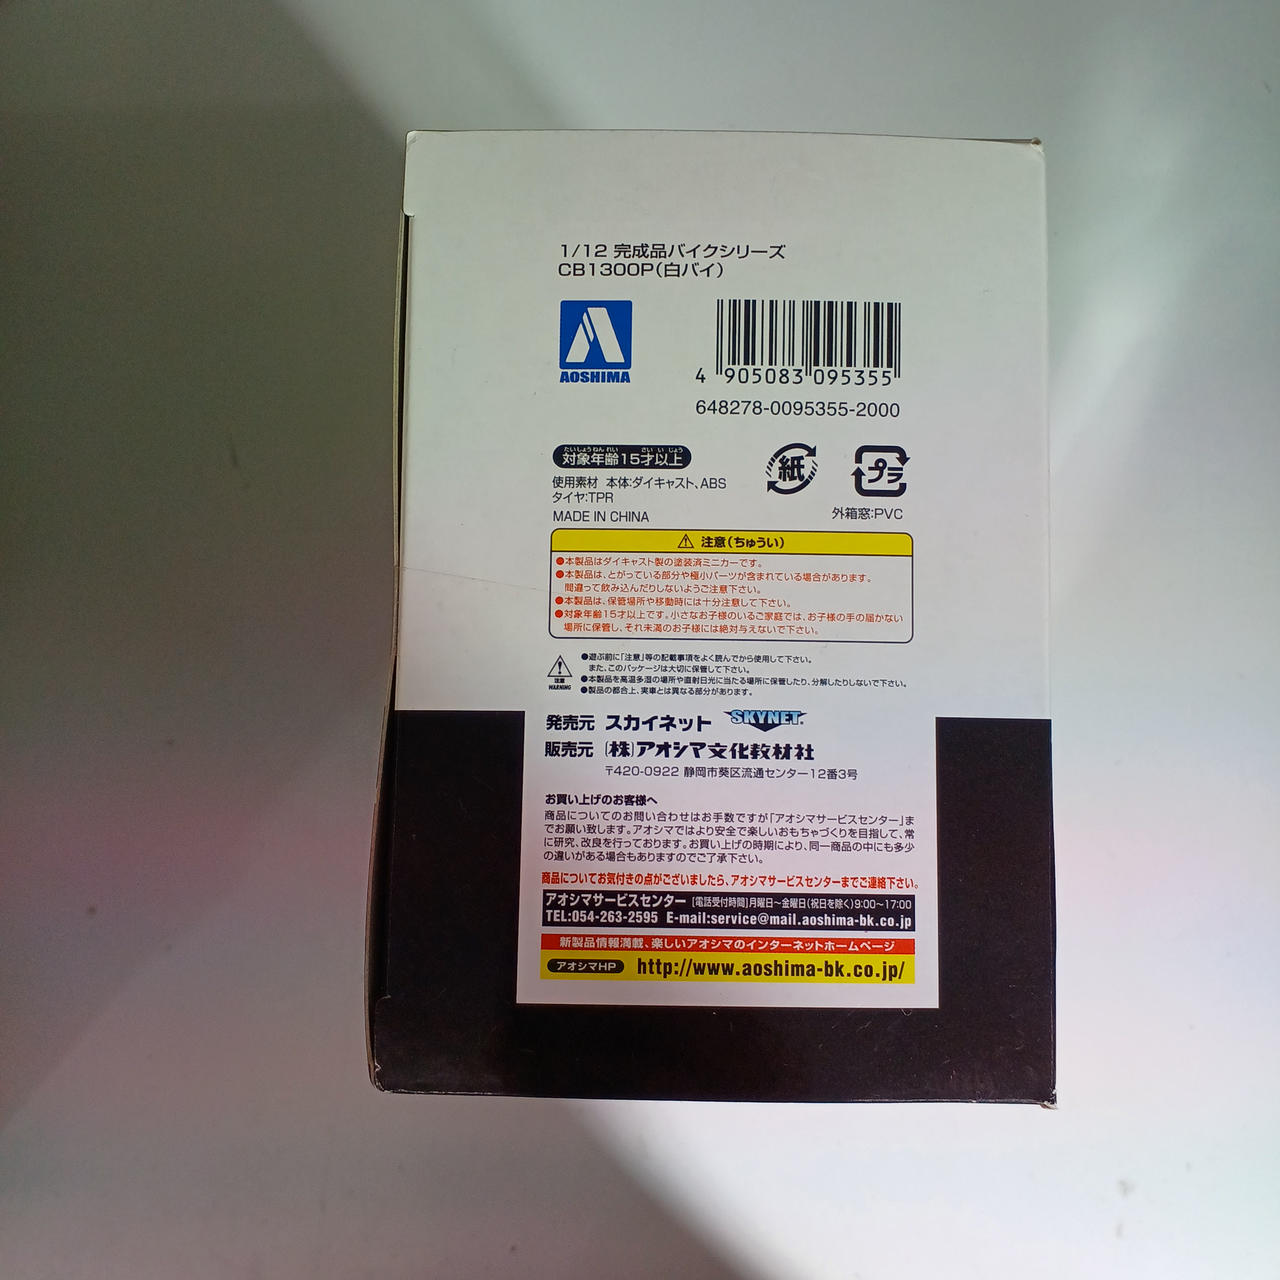 1/12 完成品バイクシリーズ
CB1300P(白バイ)
AOSHIMA
4 905083 095355
648278-0095355-2000
たいしょうねんれい さいいじょう
対象年齢15才以上
紙
プラ
使用素材 本体:ダイキャスト、ABS
タイヤ:TPR
MADE IN CHINA
外箱窓:PVC
注意(ちゅうい)
●本製品はダイキャスト製の塗装済ミニカーです。
●本製品は、とがっている部分や極小パーツが含まれている場合があります。
間違って飲み込んだりしないようご注意下さい。
●本製品は、保管場所や移動時には十分注意して下さい。
●対象年齢15才以上です。小さなお子様のいるご家庭では、お子様の手の届かない
場所に保管し、それ未満のお子様には絶対与えないで下さい。
注意
WARNING
●遊ぶ前に「注意」等の記載事項をよく読んでから使用して下さい。
また、このパッケージは大切に保管して下さい。
●本製品を高温多湿の場所や直射日光に当たる場所に保管したり、分解したりしないで下さい。
●製品の都合上、実車とは異なる部分があります。
発売元 スカイネット SKYNET
販売元 (株)アオシマ文化教材社
〒420-0922 静岡市葵区流通センター12番3号
お買い上げのお客様へ
商品についてのお問い合わせはお手数ですが「アオシマサービスセンター」ま
でお願い致します。アオシマではより安全で楽しいおもちゃづくりを目指して、常
に研究、改良を行っております。お買い上げの時期により、同一商品の中にも多少
の違いがある場合もありますのでご了承下さい。
商品についてお気付きの点がございましたら、アオシマサービスセンターまでご連絡下さい。
アオシマサービスセンター [電話受付時間]月曜日～金曜日(祝日を除く)9:00～17:00
TEL:054-263-2595 E-mail:service@mail.aoshima-bk.co.jp
新製品情報満載、楽しいアオシマのインターネットホームページ
アオシマHP http://www.aoshima-bk.co.jp/